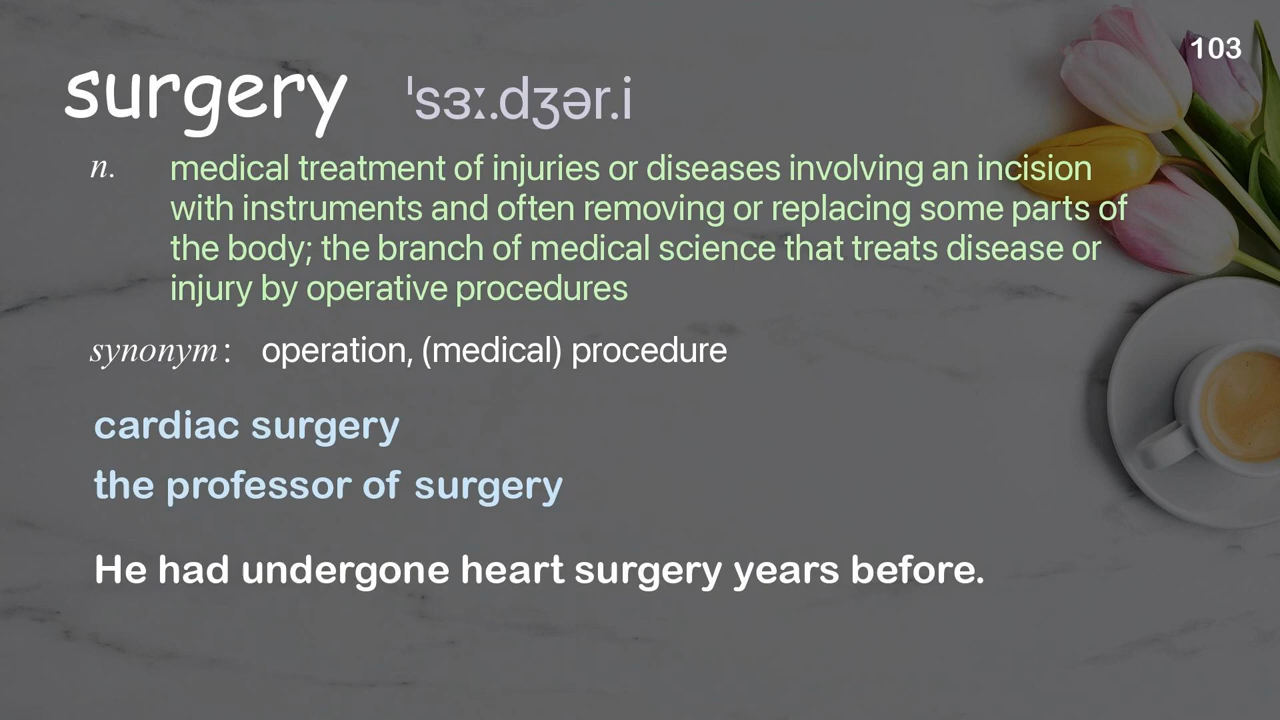 103
surgery ˈsɜː.dʒər.i
n. medical treatment of injuries or diseases involving an incision
with instruments and often removing or replacing some parts of
the body; the branch of medical science that treats disease or
injury by operative procedures
synonym: operation, (medical) procedure
cardiac surgery
the professor of surgery
He had undergone heart surgery years before.